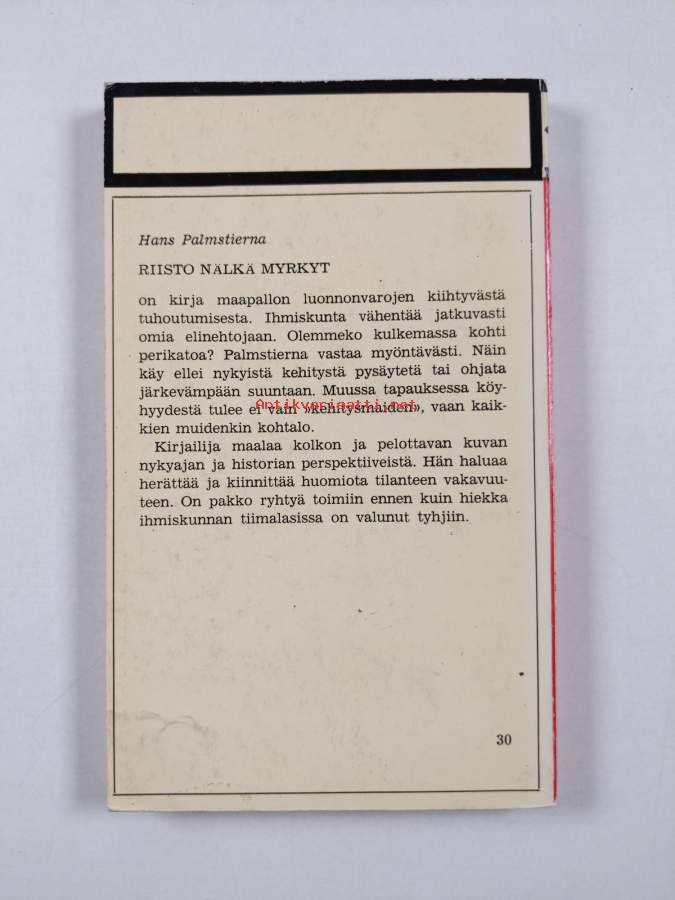 Hans Palmstierna
RIISTO NÄLKÄ MYRKYT
on kirja maapallon luonnonvarojen kiihtyvästä
tuhoutumisesta. Ihmiskunta vähentää jatkuvasti
omia elinehtojaan. Olemmeko kulkemassa kohti
perikatoa? Palmstierna vastaa myöntävästi. Näin
käy ellei nykyistä kehitystä pysäytetä tai ohjata
järkevämpään suuntaan. Muussa tapauksessa köy-
hyydestä tulee ei vain »kehitysmaiden», vaan kaik-
Antikvariaatti.net
kien muidenkin kohtalo.
Kirjailija maalaa kolkon ja pelottavan kuvan
nykyajan ja historian perspektiiveistä. Hän haluaa
herättää ja kiinnittää huomiota tilanteen vakavuu-
teen. On pakko ryhtyä toimiin ennen kuin hiekka
ihmiskunnan tiimalasissa on valunut tyhjiin.
30